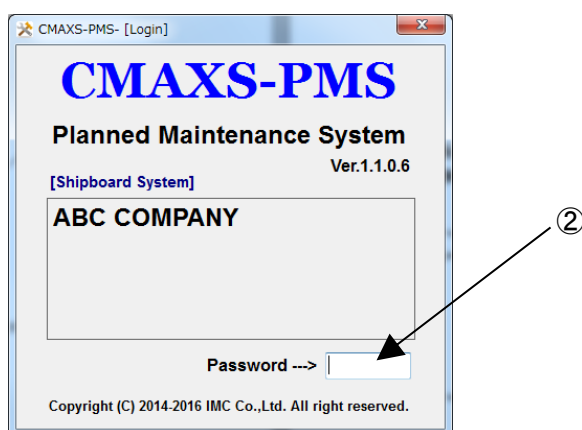 CMAXS-PMS- [Login]
CMAXS-PMS
Planned Maintenance System
Ver.1.1.0.6
[Shipboard System]
ABC COMPANY
②
Password --->
Copyright (C) 2014-2016 IMC Co.,Ltd. All right reserved.